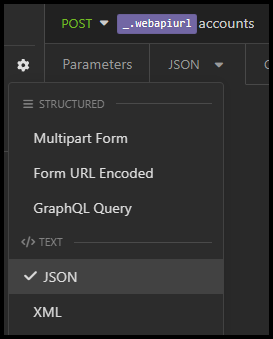 POST _.webapiurl accounts
Parameters JSON
STRUCTURED
Multipart Form
Form URL Encoded
GraphQL Query
</> TEXT
JSON
XML